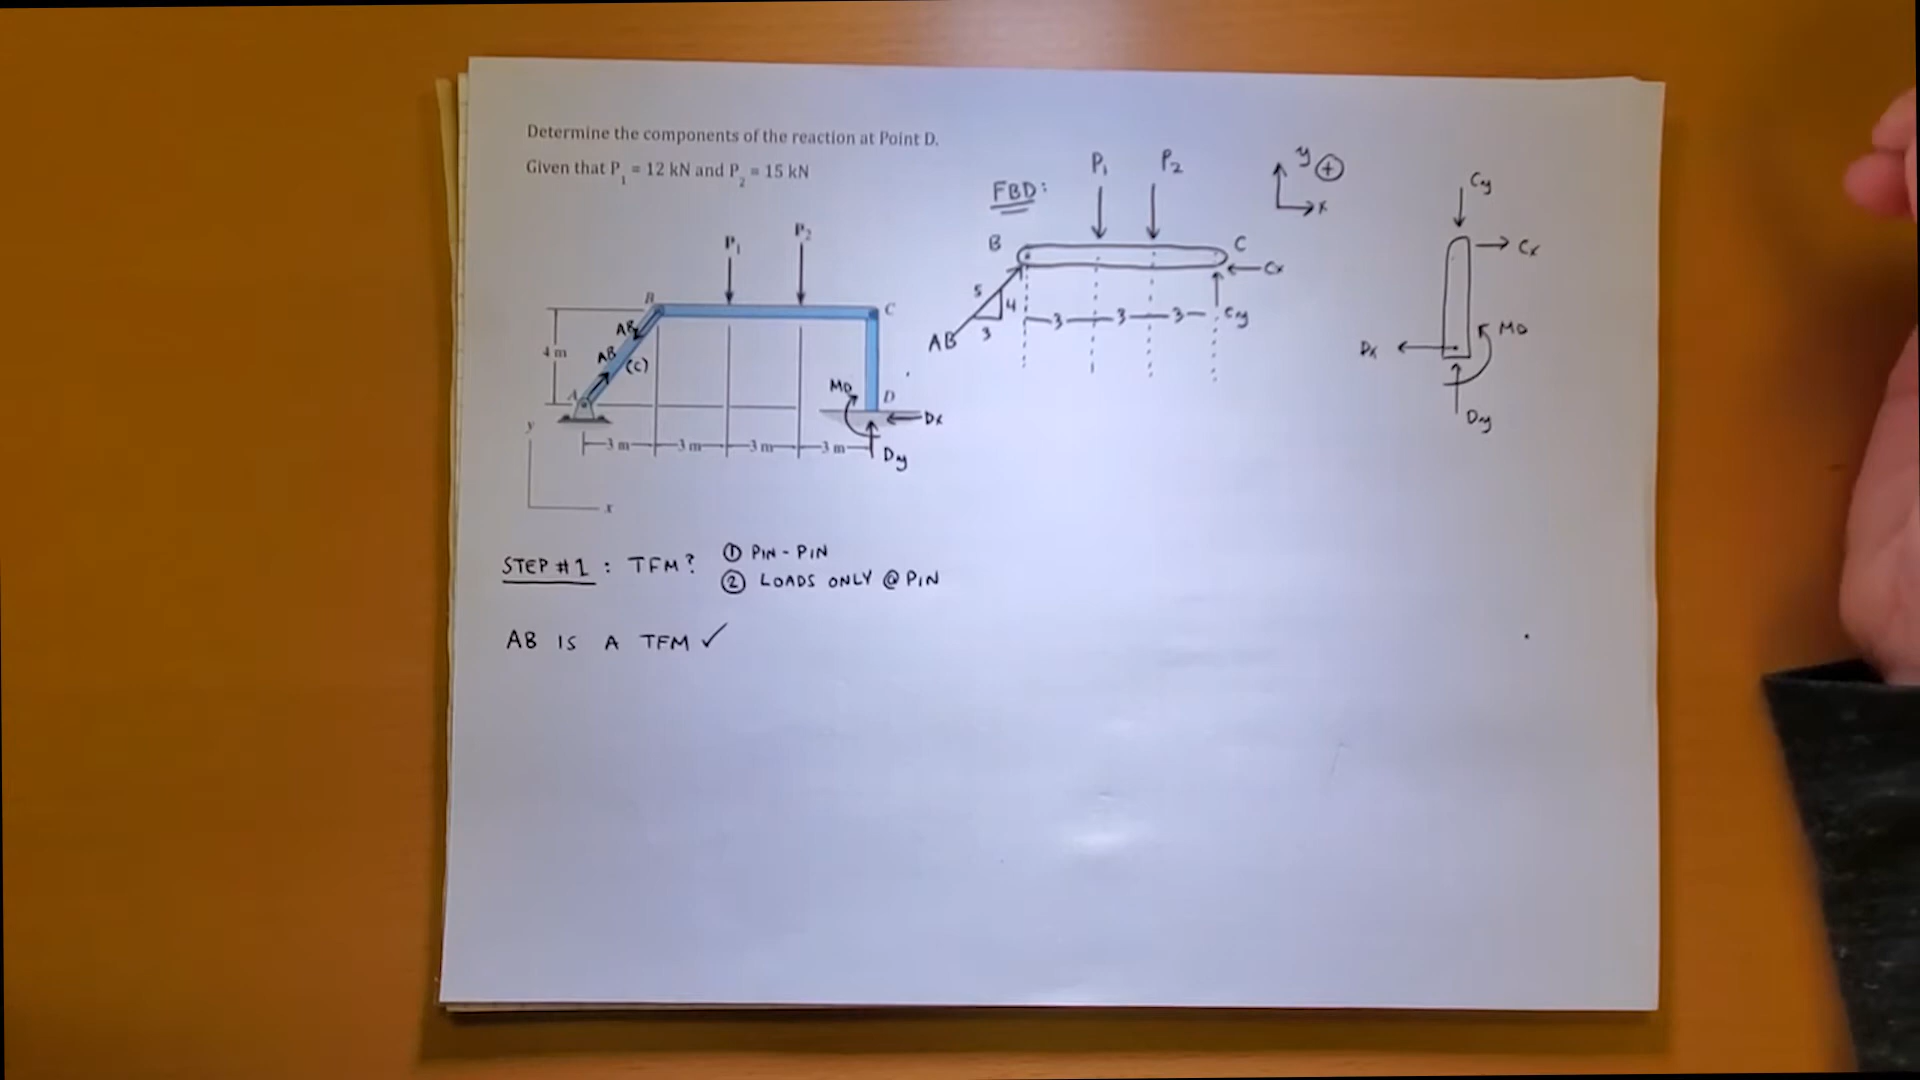 Determine the components of the reaction at Point D.
Given that P₁ = 12 kN and P₂ = 15 kN
P₁
P₂
B
C
AB
AB
(C)
4 m
A
MD
D
Dx
Dy
y
3 m
3 m
3 m
3 m
x
FBD:
P₁
P₂
y
+
x
B
C
Cx
5
4
3
AB
3
3
3
Cy
Cy
Cx
MD
Dx
Dy
STEP #1 : TFM?
① PIN - PIN
② LOADS ONLY @ PIN
AB IS A TFM ✓